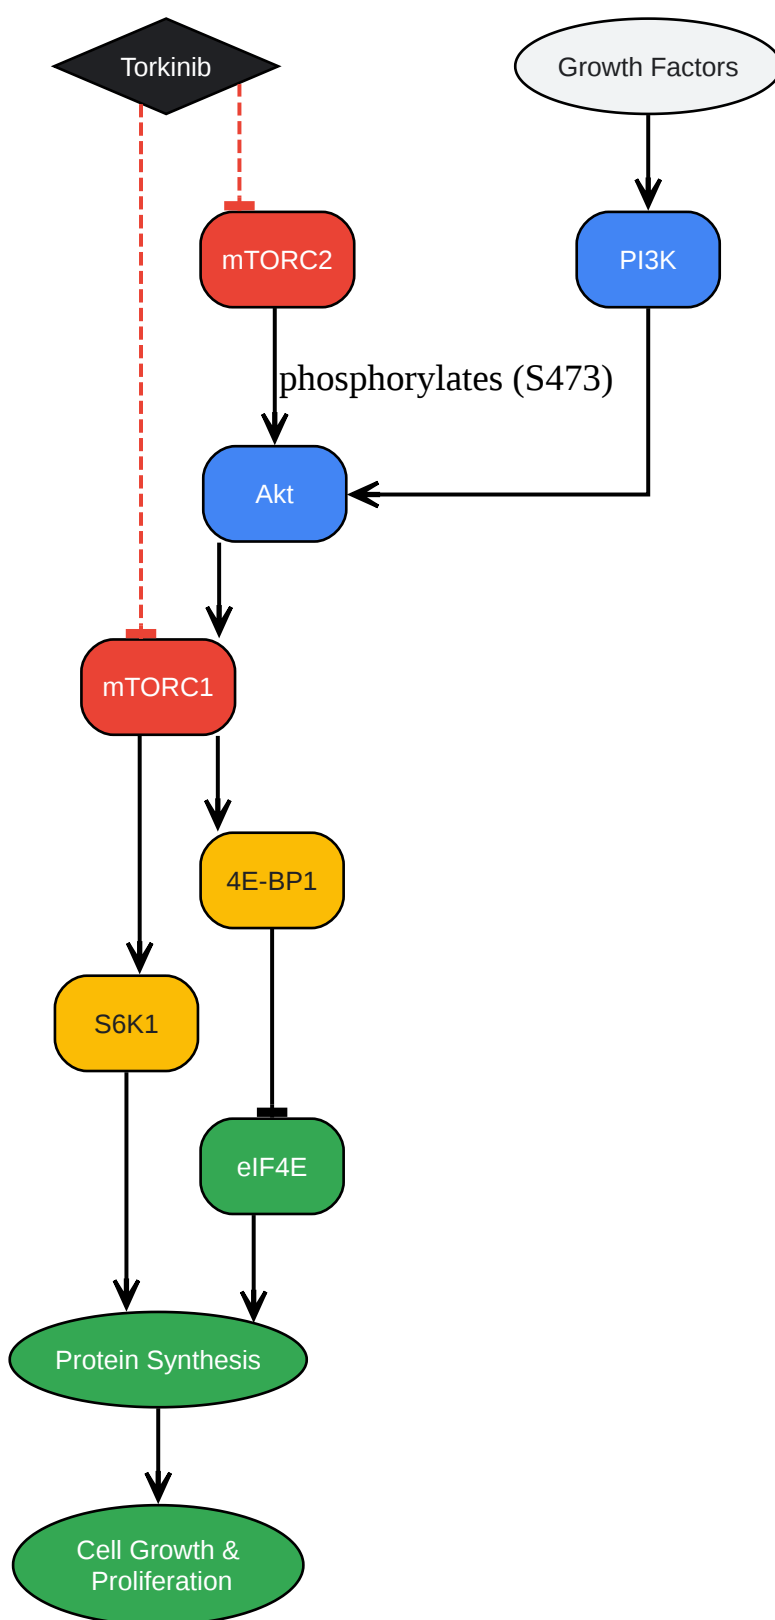 Torkinib
Growth Factors
mTORC2
PI3K
phosphorylates (S473)
Akt
mTORC1
4E-BP1
S6K1
eIF4E
Protein Synthesis
Cell Growth &
Proliferation